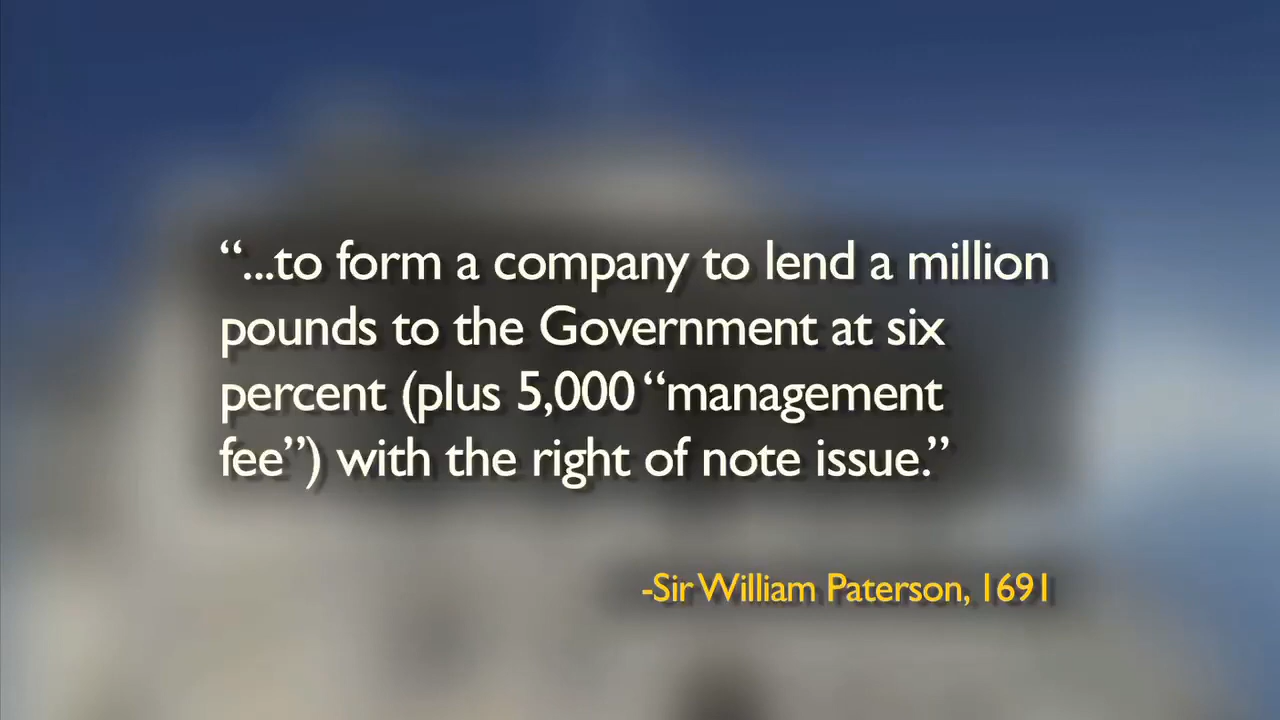 “...to form a company to lend a million
pounds to the Government at six
percent (plus 5,000 “management
fee”) with the right of note issue.”
-Sir William Paterson, 1691